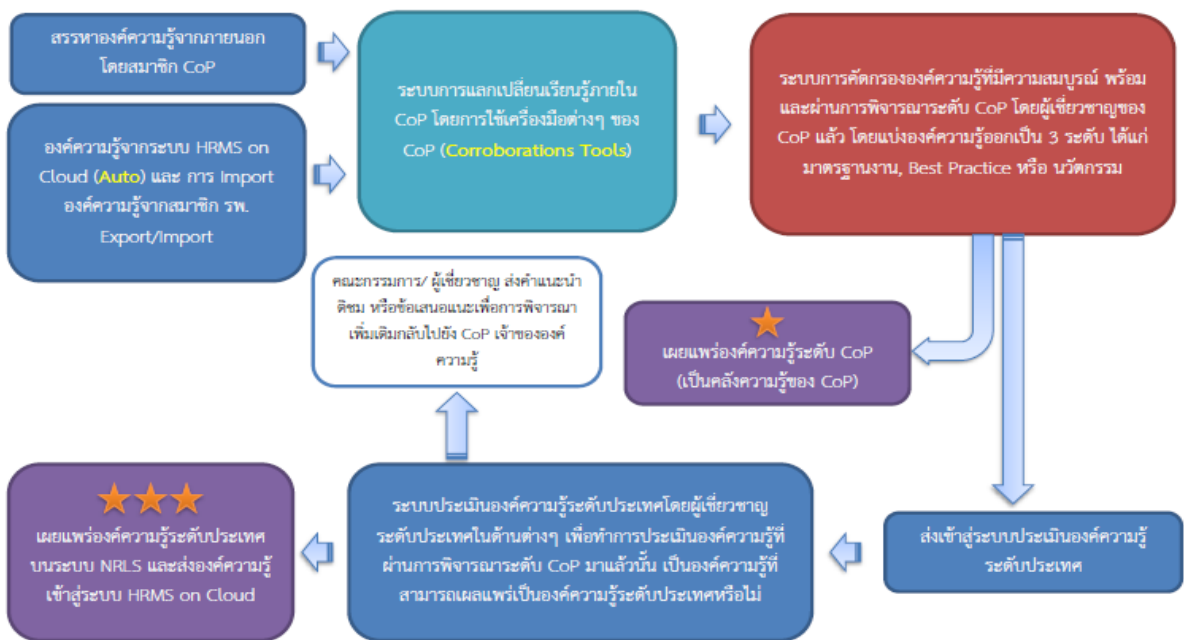 สรรหาองค์ความรู้จากภายนอก
โดยสมาชิก CoP
องค์ความรู้จากระบบ HRMS on
Cloud (Auto) และ การ Import
องค์ความรู้จากสมาชิก รพ.
Export/Import
ระบบการแลกเปลี่ยนเรียนรู้ภายใน
CoP โดยการใช้เครื่องมือต่างๆ ของ
CoP (Corroborations Tools)
ระบบการคัดกรององค์ความรู้ที่มีความสมบูรณ์ พร้อม
และผ่านการพิจารณาระดับ CoP โดยผู้เชี่ยวชาญของ
CoP แล้ว โดยแบ่งองค์ความรู้ออกเป็น 3 ระดับ ได้แก่
มาตรฐานงาน, Best Practice หรือ นวัตกรรม
คณะกรรมการ/ ผู้เชี่ยวชาญ ส่งคำแนะนำ
ติชม หรือข้อเสนอแนะเพื่อการพิจารณา
เพิ่มเติมกลับไปยัง CoP เจ้าขององค์
ความรู้
เผยแพร่องค์ความรู้ระดับ CoP
(เป็นคลังความรู้ของ CoP)
เผยแพร่องค์ความรู้ระดับประเทศ
บนระบบ NRLS และส่งองค์ความรู้
เข้าสู่ระบบ HRMS on Cloud
ระบบประเมินองค์ความรู้ระดับประเทศโดยผู้เชี่ยวชาญ
ระดับประเทศในด้านต่างๆ เพื่อทำการประเมินองค์ความรู้ที่
ผ่านการพิจารณาระดับ CoP มาแล้วนั้น เป็นองค์ความรู้ที่
สามารถเผลแพร่เป็นองค์ความรู้ระดับประเทศหรือไม่
ส่งเข้าสู่ระบบประเมินองค์ความรู้
ระดับประเทศ